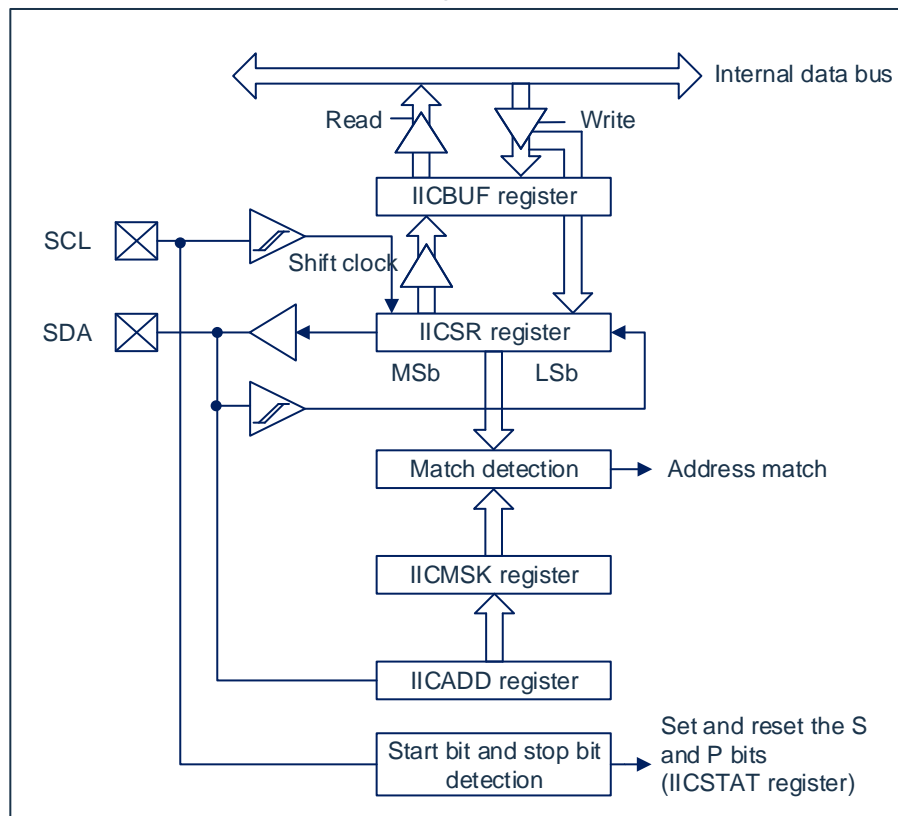 Internal data bus
Read
Write
IICBUF register
SCL
Shift clock
SDA
IICSR register
MSb
LSb
Match detection
Address match
IICMSK register
IICADD register
Start bit and stop bit
detection
Set and reset the S
and P bits
(IICSTAT register)